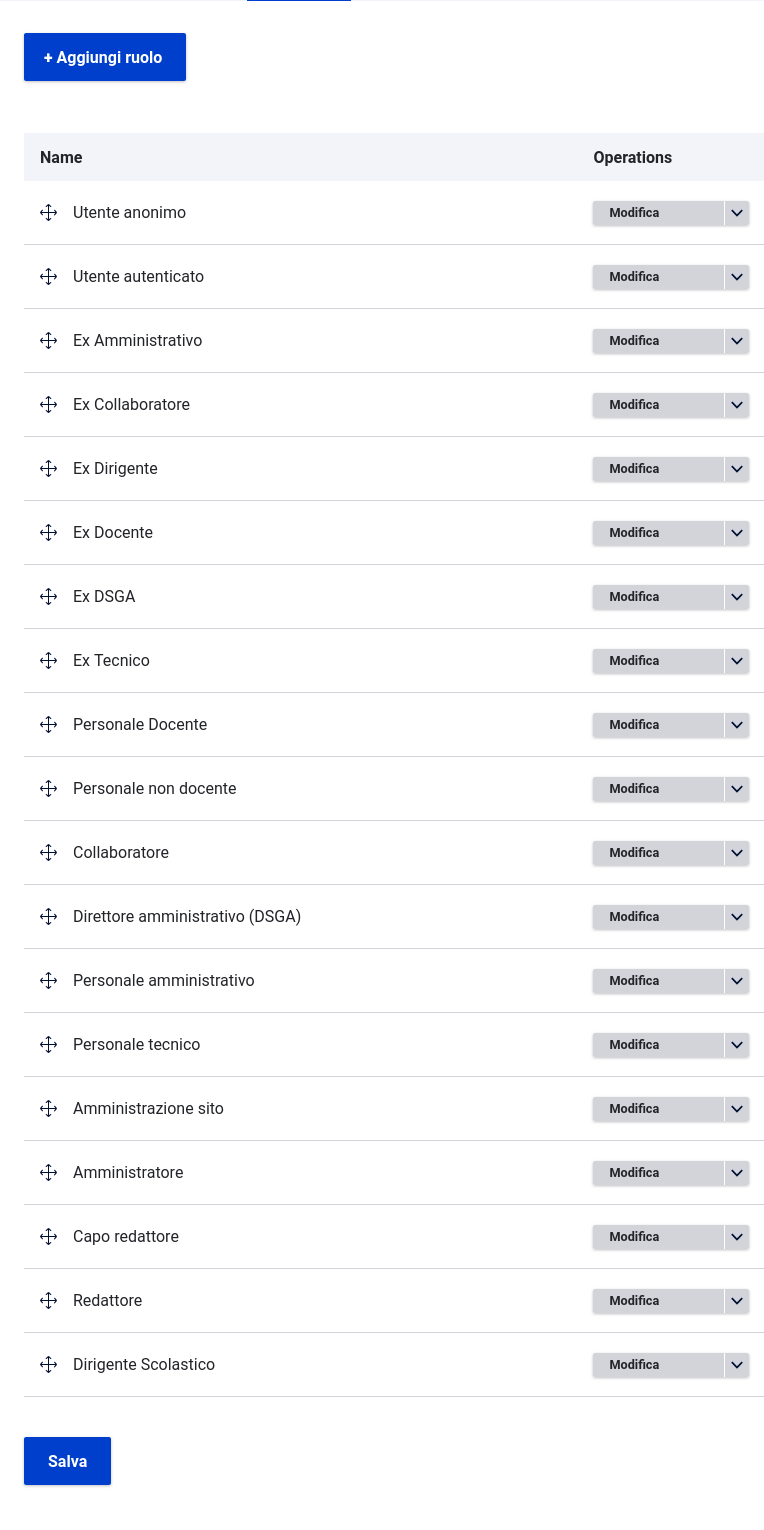 + Aggiungi ruolo
Name Operations
Utente anonimo Modifica
Utente autenticato Modifica
Ex Amministrativo Modifica
Ex Collaboratore Modifica
Ex Dirigente Modifica
Ex Docente Modifica
Ex DSGA Modifica
Ex Tecnico Modifica
Personale Docente Modifica
Personale non docente Modifica
Collaboratore Modifica
Direttore amministrativo (DSGA) Modifica
Personale amministrativo Modifica
Personale tecnico Modifica
Amministrazione sito Modifica
Amministratore Modifica
Capo redattore Modifica
Redattore Modifica
Dirigente Scolastico Modifica
Salva